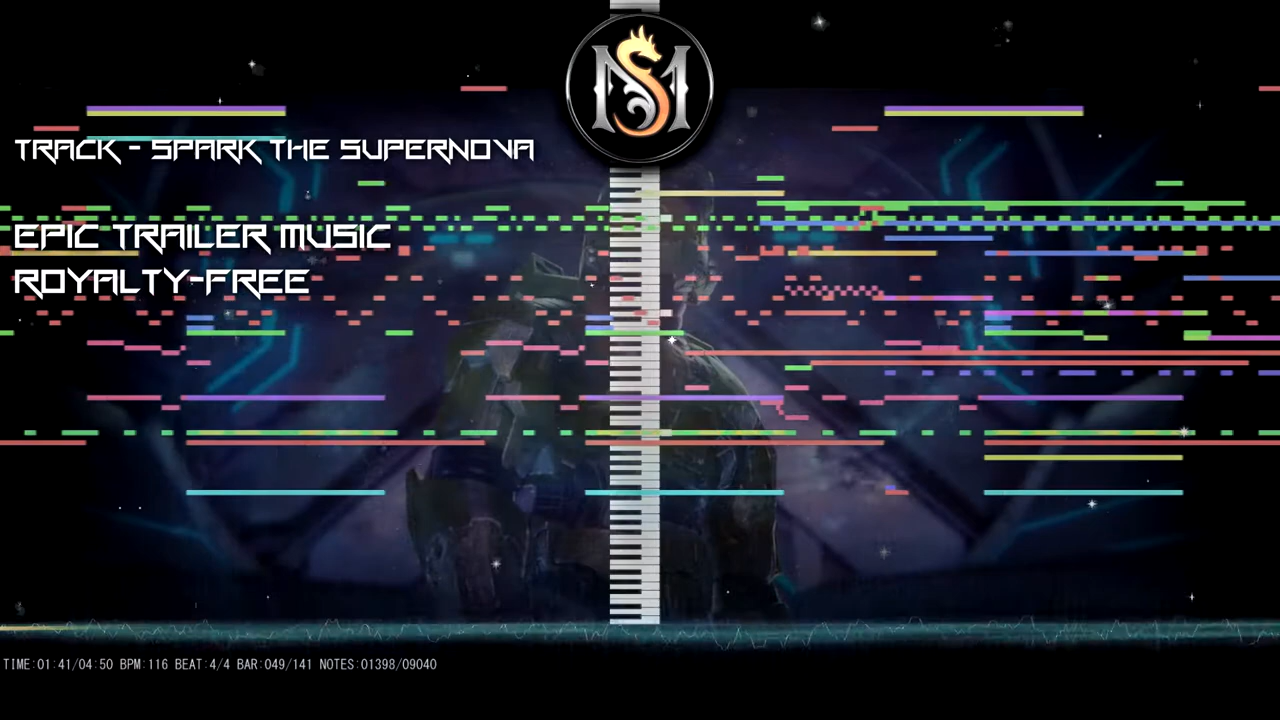 MS
TRACK - SPARK THE SUPERNOVA
EPIC TRAILER MUSIC
ROYALTY-FREE
TIME:01:41/04:50 BPM:116 BEAT:4/4 BAR:049/141 NOTES:01398/09040